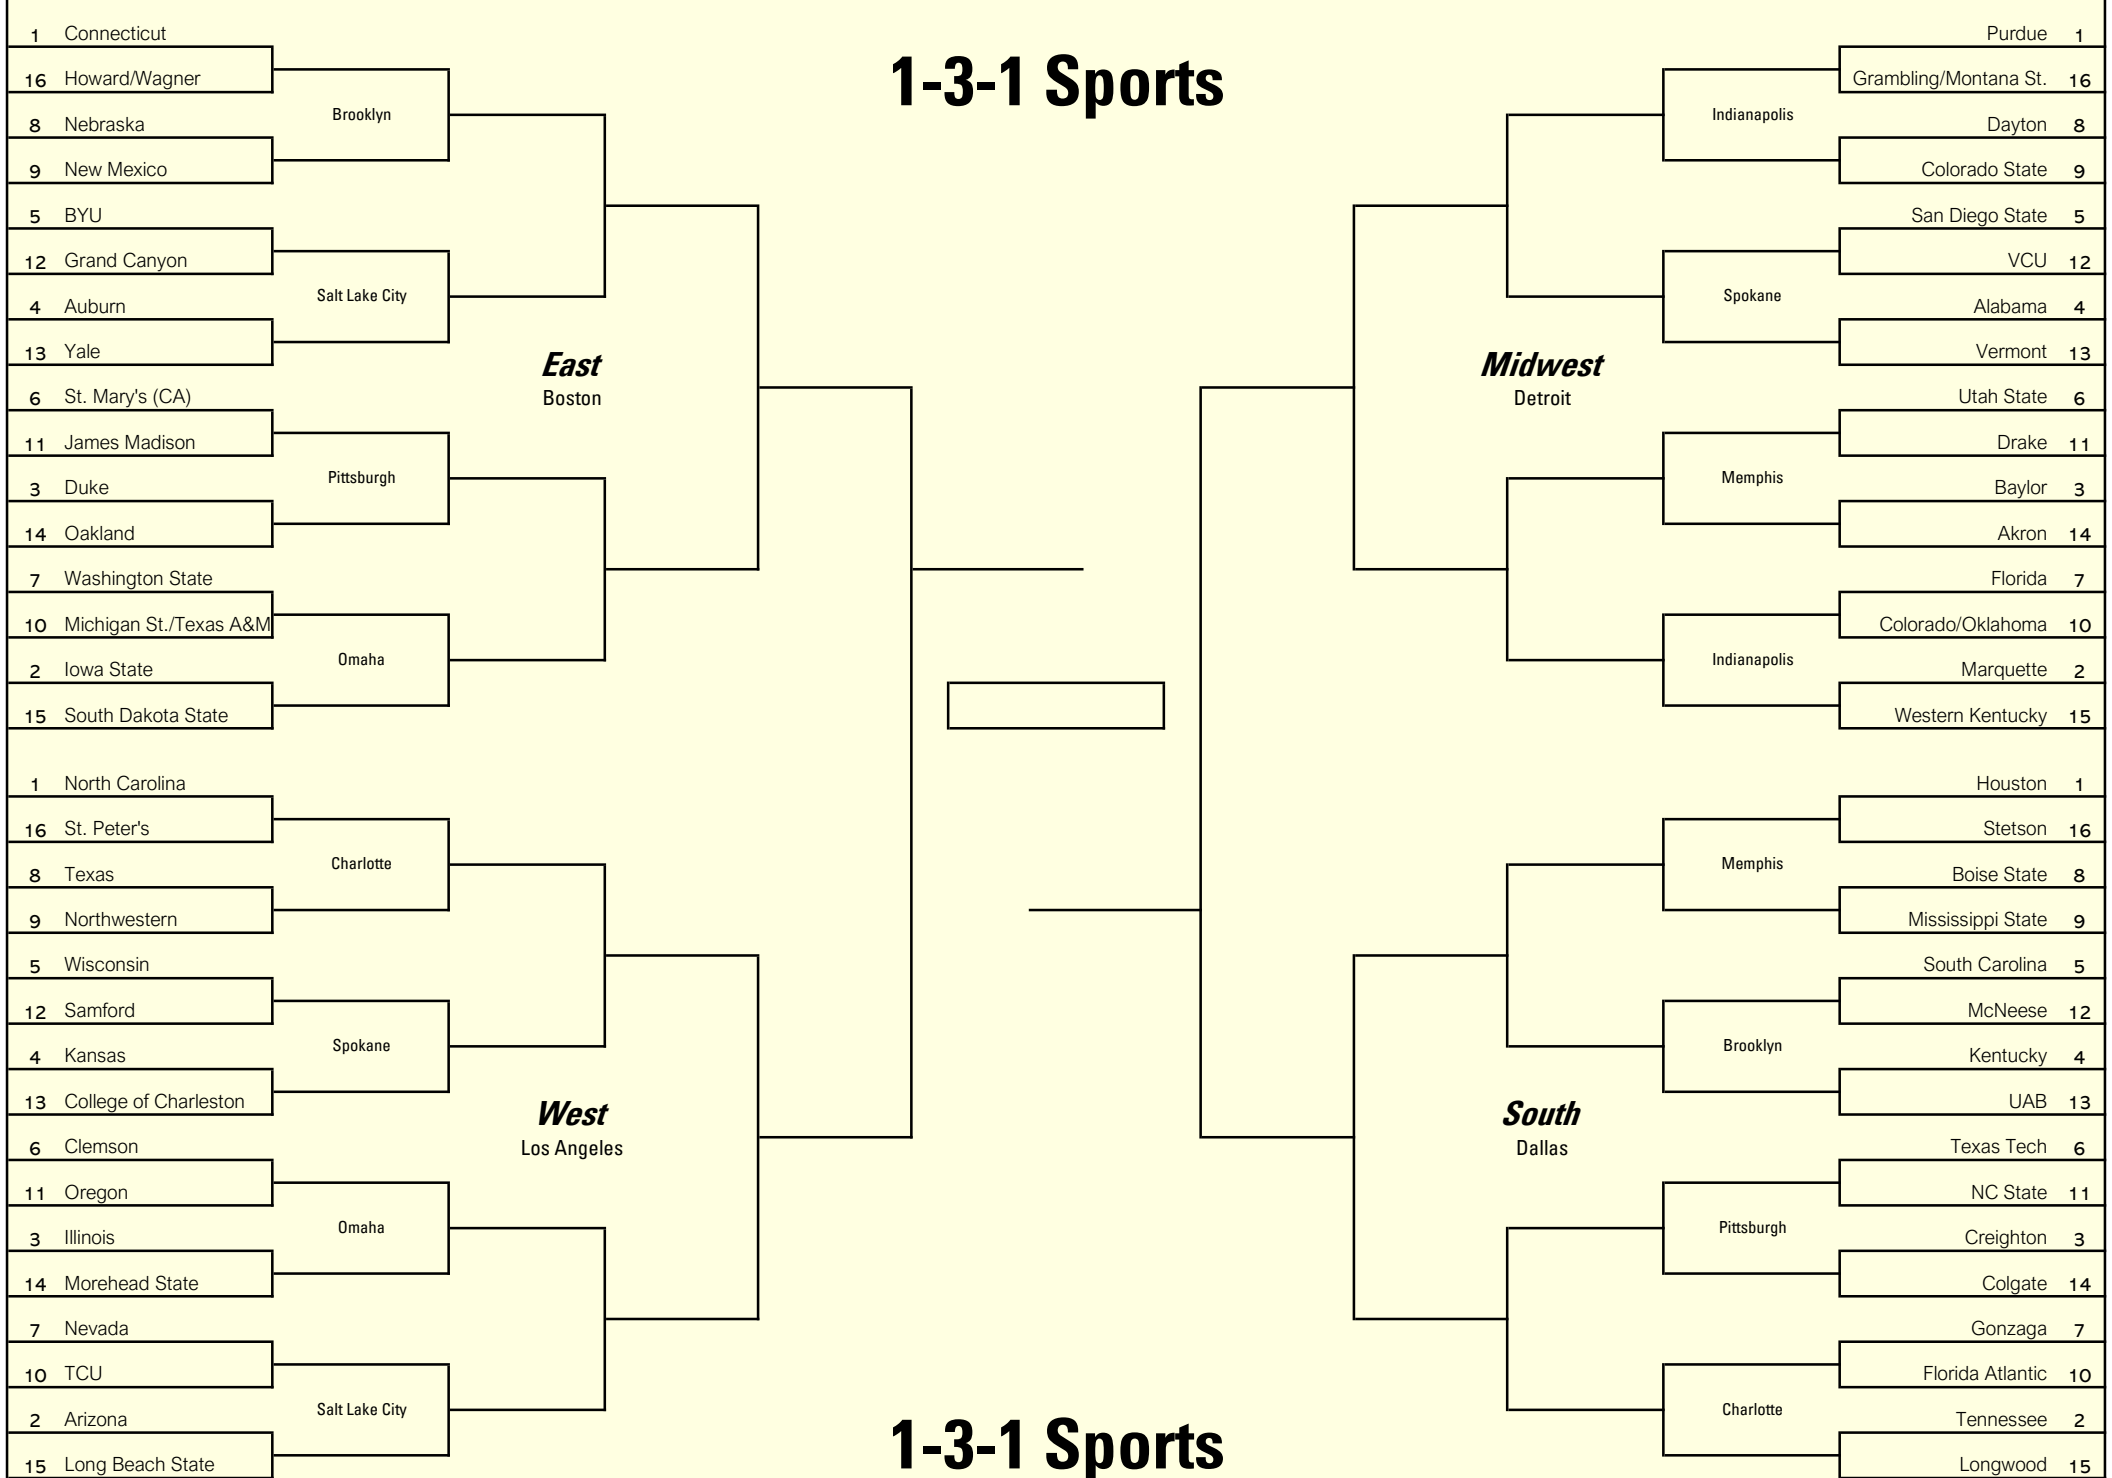 1-3-1 Sports
1 Connecticut
16 Howard/Wagner
Brooklyn
8 Nebraska
9 New Mexico
5 BYU
12 Grand Canyon
Salt Lake City
4 Auburn
13 Yale
East
Boston
6 St. Mary's (CA)
11 James Madison
Pittsburgh
3 Duke
14 Oakland
7 Washington State
10 Michigan St./Texas A&M
Omaha
2 Iowa State
15 South Dakota State
1 North Carolina
16 St. Peter's
Charlotte
8 Texas
9 Northwestern
5 Wisconsin
12 Samford
Spokane
4 Kansas
13 College of Charleston
West
Los Angeles
6 Clemson
11 Oregon
Omaha
3 Illinois
14 Morehead State
7 Nevada
10 TCU
Salt Lake City
2 Arizona
15 Long Beach State
Purdue 1
Grambling/Montana St. 16
Indianapolis
Dayton 8
Colorado State 9
San Diego State 5
VCU 12
Spokane
Alabama 4
Vermont 13
Midwest
Detroit
Utah State 6
Drake 11
Memphis
Baylor 3
Akron 14
Florida 7
Colorado/Oklahoma 10
Indianapolis
Marquette 2
Western Kentucky 15
Houston 1
Stetson 16
Memphis
Boise State 8
Mississippi State 9
South Carolina 5
McNeese 12
Brooklyn
Kentucky 4
UAB 13
South
Dallas
Texas Tech 6
NC State 11
Pittsburgh
Creighton 3
Colgate 14
Gonzaga 7
Florida Atlantic 10
Charlotte
Tennessee 2
Longwood 15
1-3-1 Sports